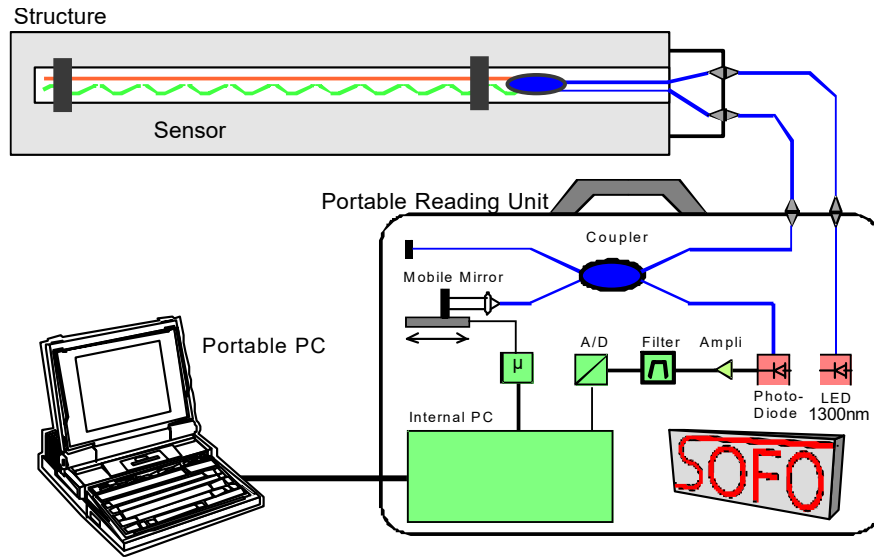 Structure
Sensor
Portable Reading Unit
Coupler
Mobile Mirror
Portable PC
A/D
Filter
Ampli
µ
Photo-
Diode
LED
1300nm
Internal PC
SOFO